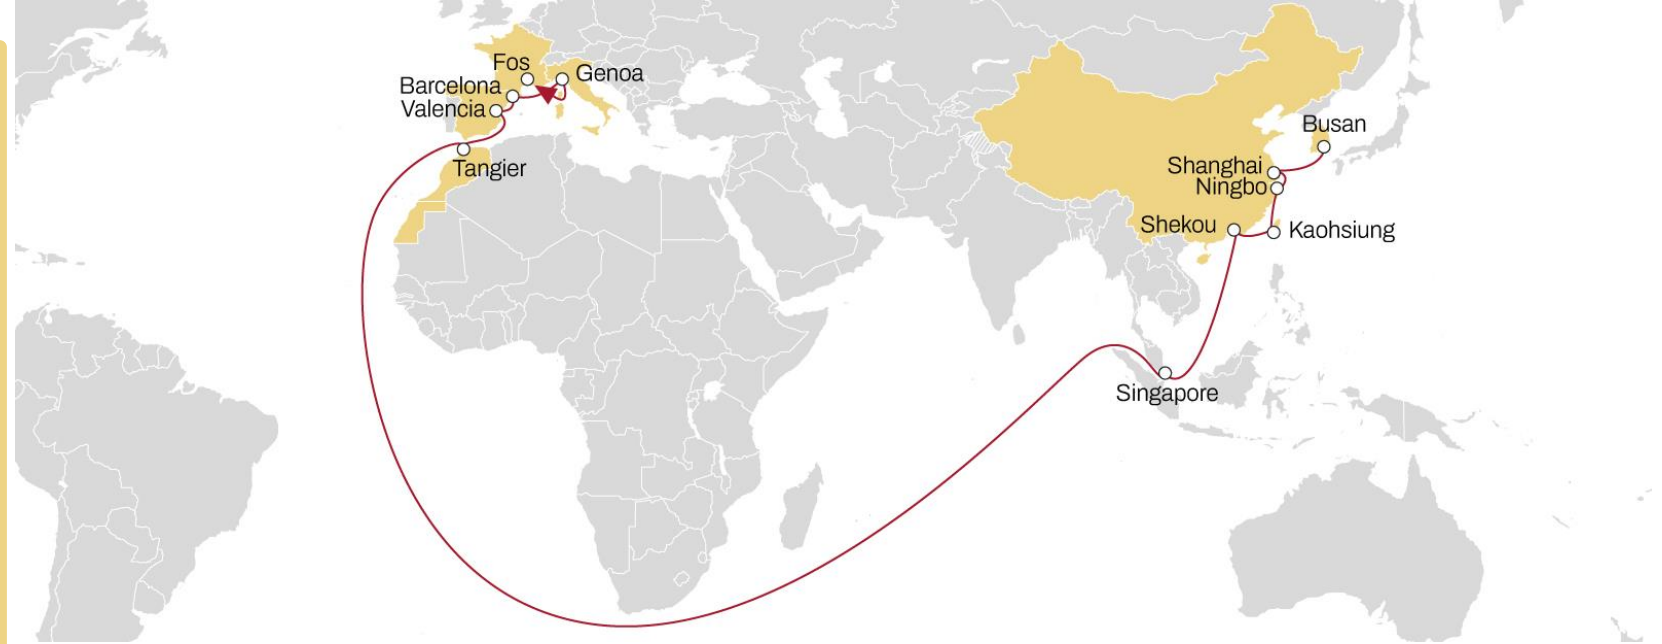 Fos
Genoa
Barcelona
Valencia
Tangier
Busan
Shanghai
Ningbo
Shekou
Kaohsiung
Singapore